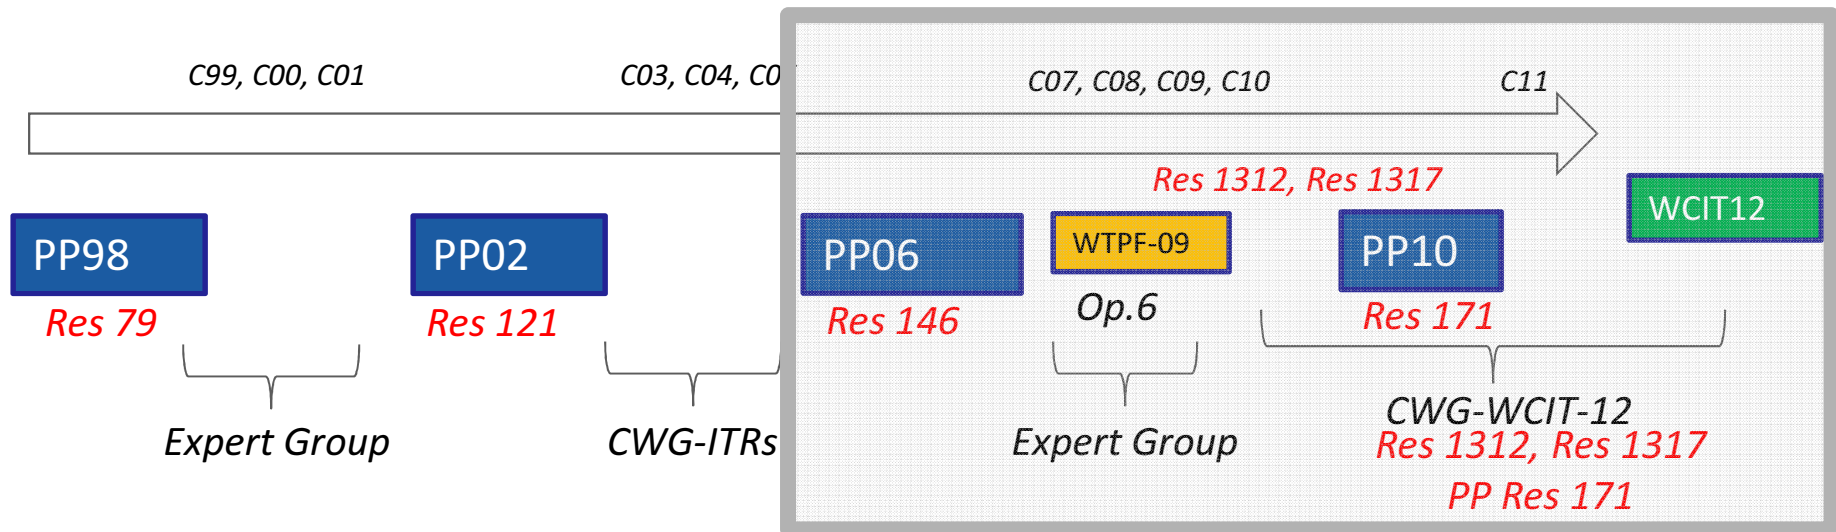 C99, C00, C01
C03, C04,
C07, C08, C09, C10
C11
Res 1312, Res 1317
WCIT12
PP98
PP02
PP06
WTPF-09
PP10
Res 79
Res 121
Res 146
Op.6
Res 171
Expert Group
CWG-ITRs
Expert Group
CWG-WCIT-12
Res 1312, Res 1317
PP Res 171